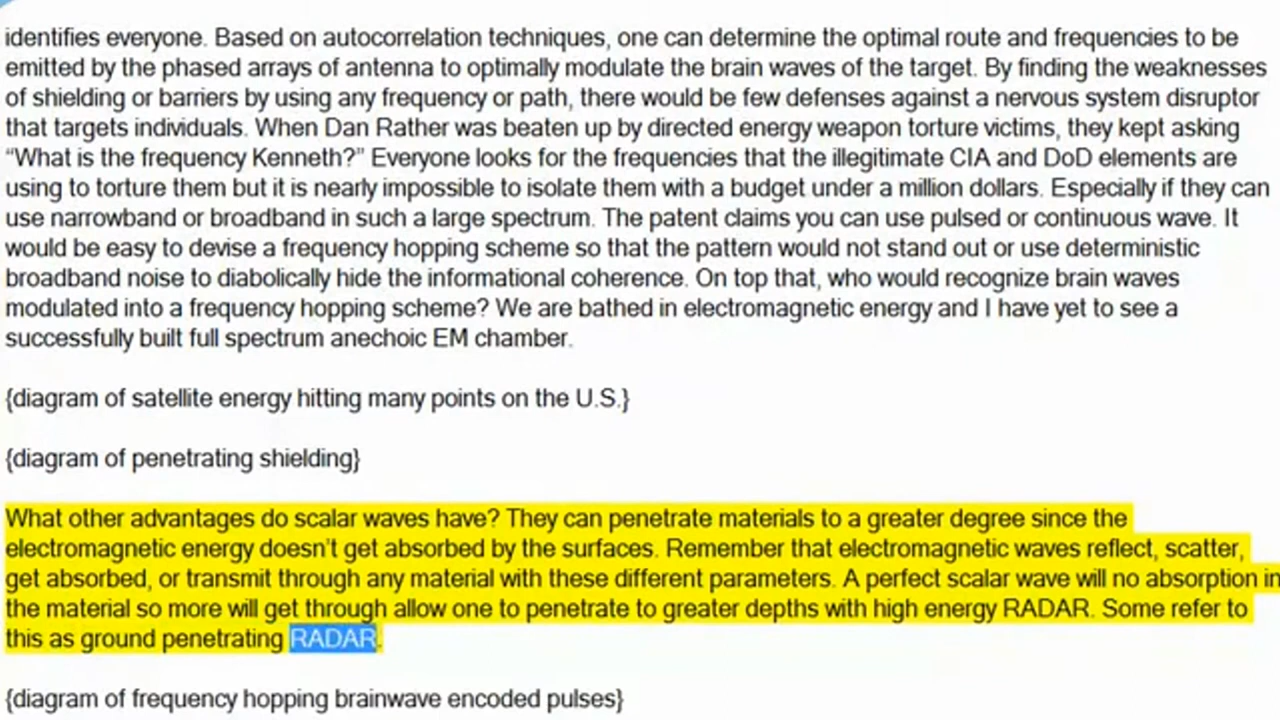 identifies everyone. Based on autocorrelation techniques, one can determine the optimal route and frequencies to be
emitted by the phased arrays of antenna to optimally modulate the brain waves of the target. By finding the weaknesses
of shielding or barriers by using any frequency or path, there would be few defenses against a nervous system disruptor
that targets individuals. When Dan Rather was beaten up by directed energy weapon torture victims, they kept asking
“What is the frequency Kenneth?” Everyone looks for the frequencies that the illegitimate CIA and DoD elements are
using to torture them but it is nearly impossible to isolate them with a budget under a million dollars. Especially if they can
use narrowband or broadband in such a large spectrum. The patent claims you can use pulsed or continuous wave. It
would be easy to devise a frequency hopping scheme so that the pattern would not stand out or use deterministic
broadband noise to diabolically hide the informational coherence. On top that, who would recognize brain waves
modulated into a frequency hopping scheme? We are bathed in electromagnetic energy and I have yet to see a
successfully built full spectrum anechoic EM chamber.
{diagram of satellite energy hitting many points on the U.S.}
{diagram of penetrating shielding}
What other advantages do scalar waves have? They can penetrate materials to a greater degree since the
electromagnetic energy doesn’t get absorbed by the surfaces. Remember that electromagnetic waves reflect, scatter,
get absorbed, or transmit through any material with these different parameters. A perfect scalar wave will no absorption in
the material so more will get through allow one to penetrate to greater depths with high energy RADAR. Some refer to
this as ground penetrating RADAR.
{diagram of frequency hopping brainwave encoded pulses}